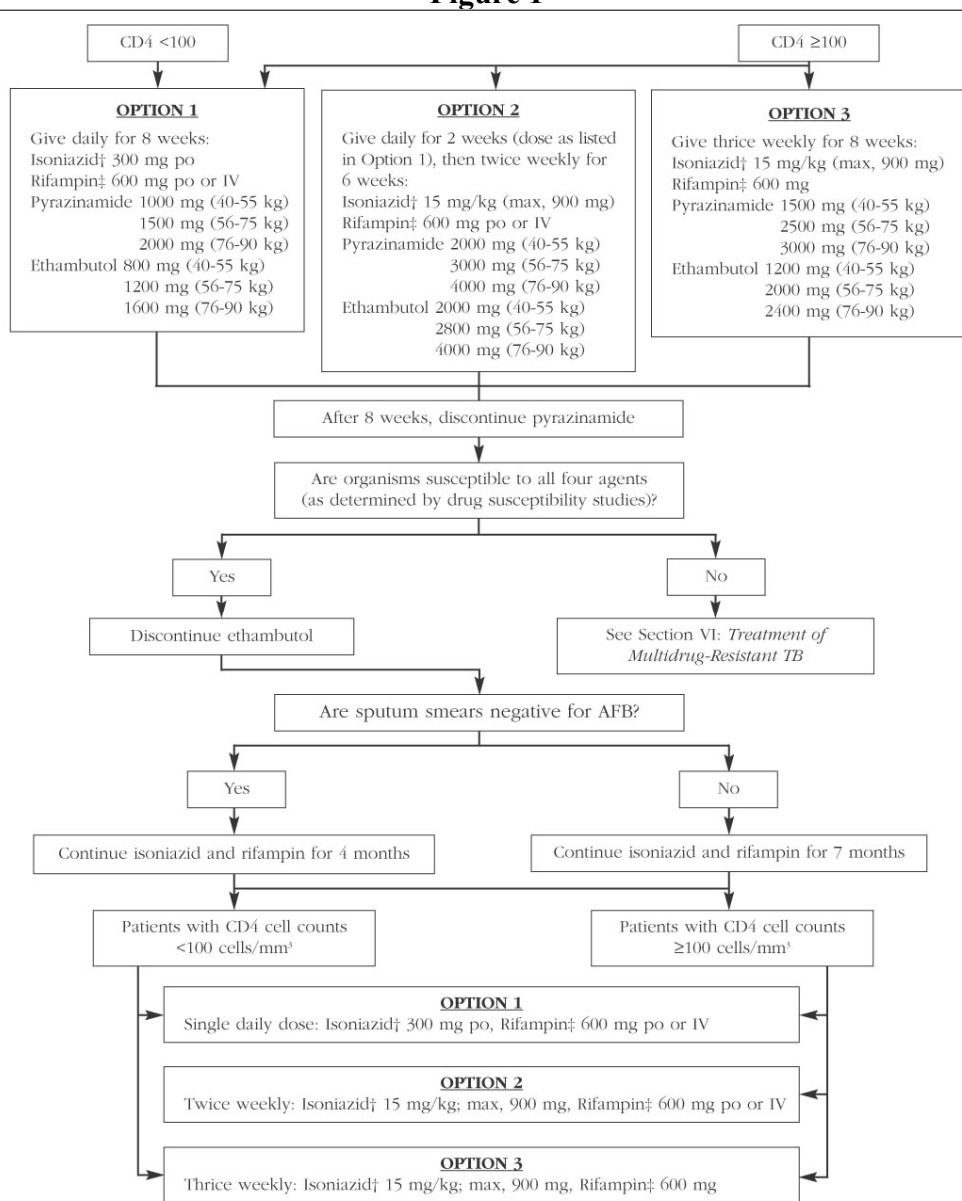 Figure 1
CD4 <100
CD4 ≥100
OPTION 1
Give daily for 8 weeks:
Isoniazid† 300 mg po
Rifampin‡ 600 mg po or IV
Pyrazinamide 1000 mg (40-55 kg)
1500 mg (56-75 kg)
2000 mg (76-90 kg)
Ethambutol 800 mg (40-55 kg)
1200 mg (56-75 kg)
1600 mg (76-90 kg)
OPTION 2
Give daily for 2 weeks (dose as listed
in Option 1), then twice weekly for
6 weeks:
Isoniazid† 15 mg/kg (max, 900 mg)
Rifampin‡ 600 mg po or IV
Pyrazinamide 2000 mg (40-55 kg)
3000 mg (56-75 kg)
4000 mg (76-90 kg)
Ethambutol 2000 mg (40-55 kg)
2800 mg (56-75 kg)
4000 mg (76-90 kg)
OPTION 3
Give thrice weekly for 8 weeks:
Isoniazid† 15 mg/kg (max, 900 mg)
Rifampin‡ 600 mg
Pyrazinamide 1500 mg (40-55 kg)
2500 mg (56-75 kg)
3000 mg (76-90 kg)
Ethambutol 1200 mg (40-55 kg)
2000 mg (56-75 kg)
2400 mg (76-90 kg)
After 8 weeks, discontinue pyrazinamide
Are organisms susceptible to all four agents
(as determined by drug susceptibility studies)?
Yes
No
Discontinue ethambutol
See Section VI: Treatment of
Multidrug-Resistant TB
Are sputum smears negative for AFB?
Yes
No
Continue isoniazid and rifampin for 4 months
Continue isoniazid and rifampin for 7 months
Patients with CD4 cell counts
<100 cells/mm³
Patients with CD4 cell counts
≥100 cells/mm³
OPTION 1
Single daily dose: Isoniazid† 300 mg po, Rifampin‡ 600 mg po or IV
OPTION 2
Twice weekly: Isoniazid† 15 mg/kg; max, 900 mg, Rifampin‡ 600 mg po or IV
OPTION 3
Thrice weekly: Isoniazid† 15 mg/kg; max, 900 mg, Rifampin‡ 600 mg